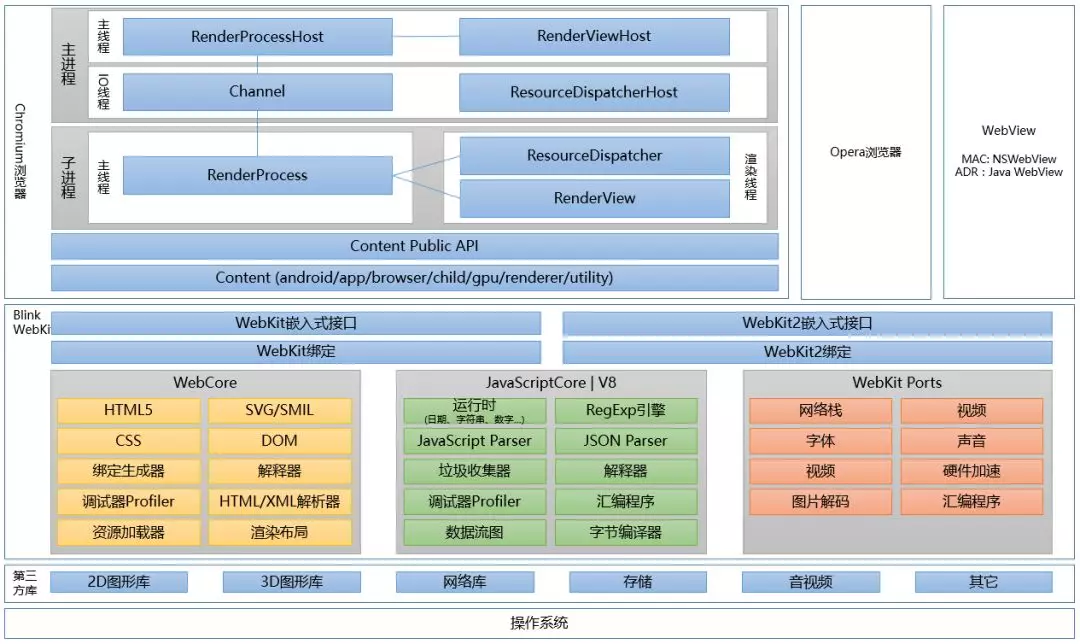 Chromium浏览器
主进程
主线程
RenderProcessHost
RenderViewHost
IO线程
Channel
ResourceDispatcherHost
子进程
主线程
RenderProcess
ResourceDispatcher
RenderView
渲染线程
Content Public API
Content (android/app/browser/child/gpu/renderer/utility)
Opera浏览器
WebView
MAC: NSWebView
ADR : Java WebView
Blink
WebKit
WebKit嵌入式接口
WebKit2嵌入式接口
WebKit绑定
WebKit2绑定
WebCore
HTML5
SVG/SMIL
CSS
DOM
绑定生成器
解释器
调试器Profiler
HTML/XML解析器
资源加载器
渲染布局
JavaScriptCore | V8
运行时
(日期、字符串、数字...)
RegExp引擎
JavaScript Parser
JSON Parser
垃圾收集器
解释器
调试器Profiler
汇编程序
数据流图
字节编译器
WebKit Ports
网络栈
视频
字体
声音
视频
硬件加速
图片解码
汇编程序
第三
方库
2D图形库
3D图形库
网络库
存储
音视频
其它
操作系统